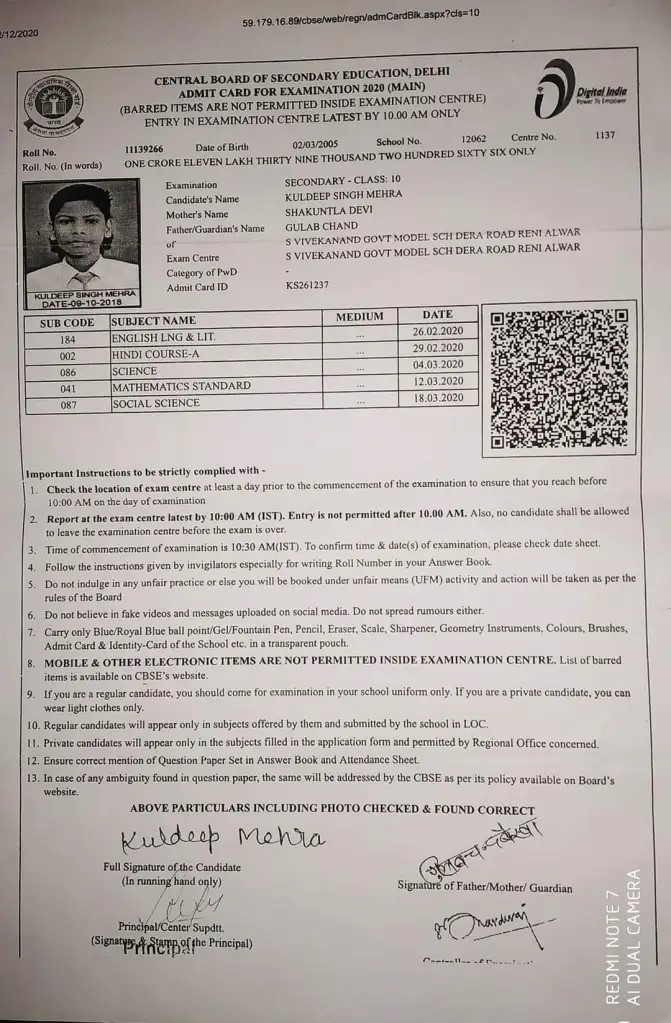 59.179.16.89/cbse/web/regn/admCardBlk.aspx?cls=10
/12/2020
CENTRAL BOARD OF SECONDARY EDUCATION, DELHI
ADMIT CARD FOR EXAMINATION 2020 (MAIN)
(BARRED ITEMS ARE NOT PERMITTED INSIDE EXAMINATION CENTRE)
ENTRY IN EXAMINATION CENTRE LATEST BY 10.00 AM ONLY
Digital India
Power To Empower
Roll No. 11139266 Date of Birth 02/03/2005 School No. 12062 Centre No. 1137
Roll. No. (In words) ONE CRORE ELEVEN LAKH THIRTY NINE THOUSAND TWO HUNDRED SIXTY SIX ONLY
Examination SECONDARY - CLASS: 10
Candidate's Name KULDEEP SINGH MEHRA
Mother's Name SHAKUNTLA DEVI
Father/Guardian's Name GULAB CHAND
of S VIVEKANAND GOVT MODEL SCH DERA ROAD RENI ALWAR
Exam Centre S VIVEKANAND GOVT MODEL SCH DERA ROAD RENI ALWAR
Category of PwD -
Admit Card ID KS261237
KULDEEP SINGH MEHRA
DATE-09-10-2018
SUB CODE SUBJECT NAME MEDIUM DATE
184 ENGLISH LNG & LIT. ... 26.02.2020
002 HINDI COURSE-A ... 29.02.2020
086 SCIENCE ... 04.03.2020
041 MATHEMATICS STANDARD ... 12.03.2020
087 SOCIAL SCIENCE ... 18.03.2020
Important Instructions to be strictly complied with -
1. Check the location of exam centre at least a day prior to the commencement of the examination to ensure that you reach before
10:00 AM on the day of examination
2. Report at the exam centre latest by 10:00 AM (IST). Entry is not permitted after 10.00 AM. Also, no candidate shall be allowed
to leave the examination centre before the exam is over.
3. Time of commencement of examination is 10:30 AM(IST). To confirm time & date(s) of examination, please check date sheet.
4. Follow the instructions given by invigilators especially for writing Roll Number in your Answer Book.
5. Do not indulge in any unfair practice or else you will be booked under unfair means (UFM) activity and action will be taken as per the
rules of the Board
6. Do not believe in fake videos and messages uploaded on social media. Do not spread rumours either.
7. Carry only Blue/Royal Blue ball point/Gel/Fountain Pen, Pencil, Eraser, Scale, Sharpener, Geometry Instruments, Colours, Brushes,
Admit Card & Identity-Card of the School etc. in a transparent pouch.
8. MOBILE & OTHER ELECTRONIC ITEMS ARE NOT PERMITTED INSIDE EXAMINATION CENTRE. List of barred
items is available on CBSE's website.
9. If you are a regular candidate, you should come for examination in your school uniform only. If you are a private candidate, you can
wear light clothes only.
10. Regular candidates will appear only in subjects offered by them and submitted by the school in LOC.
11. Private candidates will appear only in the subjects filled in the application form and permitted by Regional Office concerned.
12. Ensure correct mention of Question Paper Set in Answer Book and Attendance Sheet.
13. In case of any ambiguity found in question paper, the same will be addressed by the CBSE as per its policy available on Board's
website.
ABOVE PARTICULARS INCLUDING PHOTO CHECKED & FOUND CORRECT
Kuldeep Mehra
Full Signature of the Candidate
(In running hand only)
Signature of Father/Mother/ Guardian
Principal/Center Supdtt.
(Signature & Stamp of the Principal)
Principal
REDMI NOTE 7
AI DUAL CAMERA